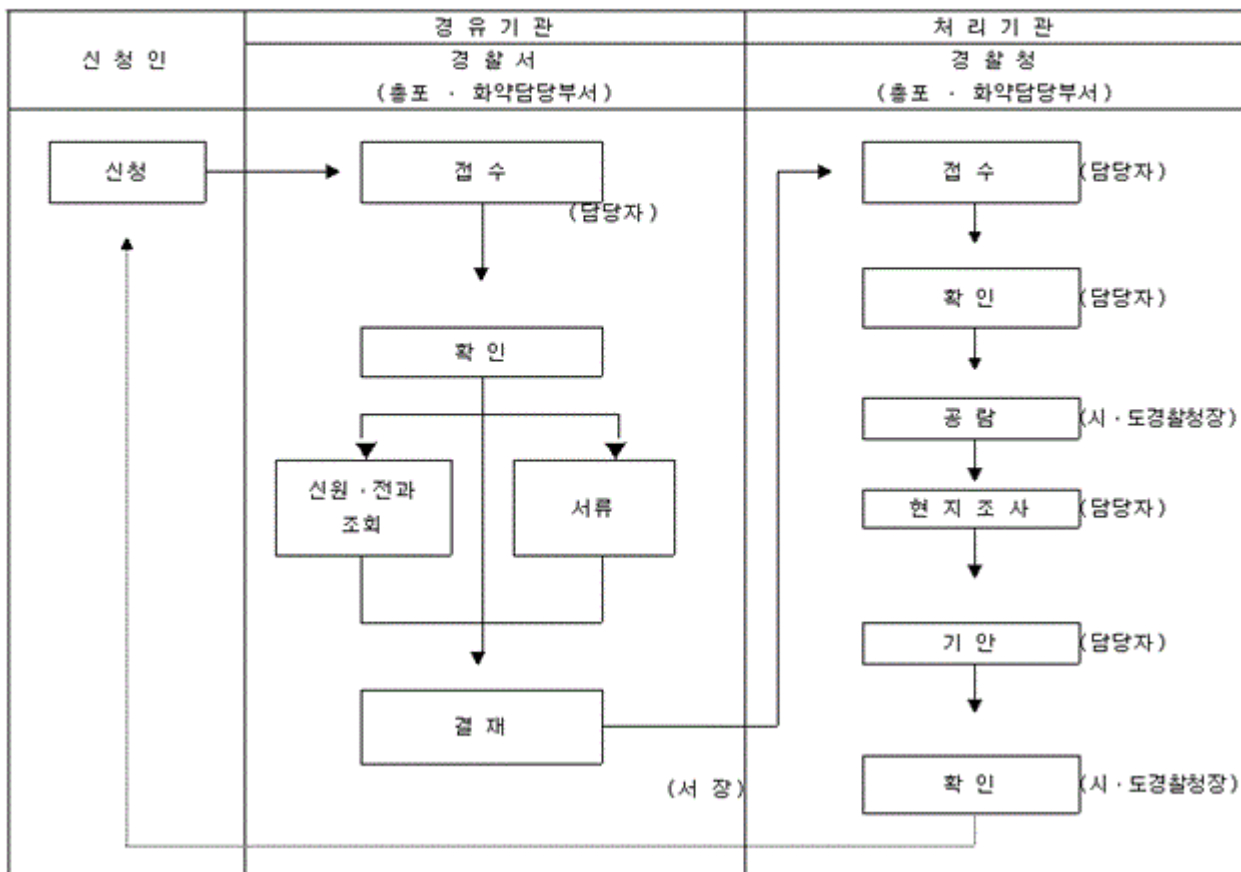 신 청 인
경 유 기 관
경 찰 서
(총포 · 화약담당부서)
처 리 기 관
경 찰 청
(총포 · 화약담당부서)
신청
접 수
(담당자)
확 인
신원 · 전과
조회
서류
결 재
(서 장)
접 수 (담당자)
확 인 (담당자)
공 람 (시 · 도경찰청장)
현 지 조 사 (담당자)
기 안 (담당자)
확 인 (시 · 도경찰청장)